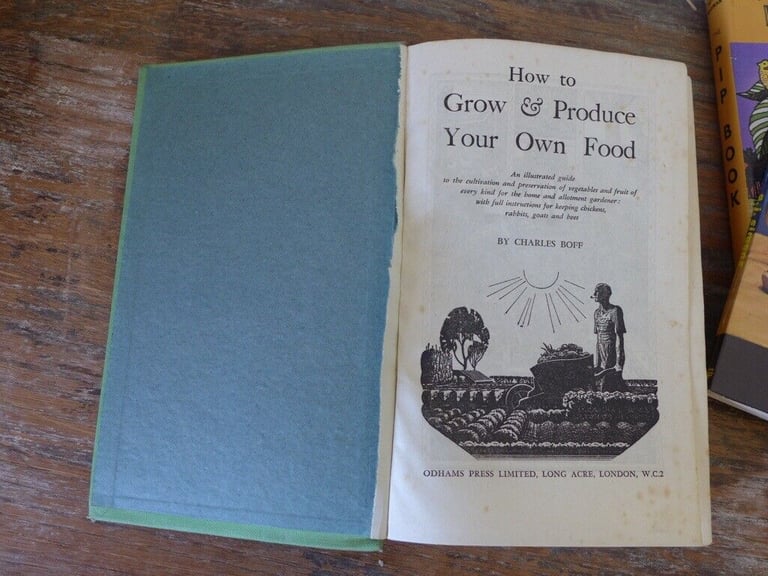 How to
Grow & Produce
Your Own Food
An illustrated guide
to the cultivation and preservation of vegetables and fruit of
every kind for the home and allotment gardener:
with full instructions for keeping chickens,
rabbits, goats and bees
BY CHARLES BOFF
ODHAMS PRESS LIMITED, LONG ACRE, LONDON, W.C.2
PIP BOOK